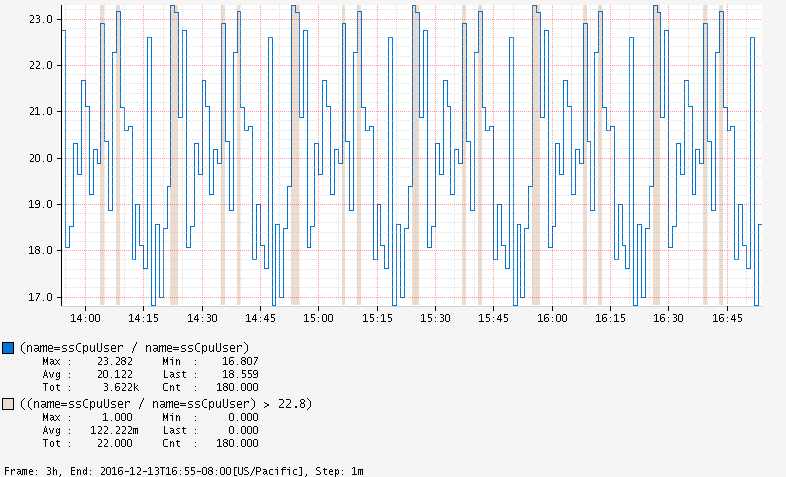 23.0
22.0
21.0
20.0
19.0
18.0
17.0
14:00 14:15 14:30 14:45 15:00 15:15 15:30 15:45 16:00 16:15 16:30 16:45
(name=ssCpuUser / name=ssCpuUser)
Max : 23.282 Min : 16.807
Avg : 20.122 Last : 18.559
Tot : 3.622k Cnt : 180.000
((name=ssCpuUser / name=ssCpuUser) > 22.8)
Max : 1.000 Min : 0.000
Avg : 122.222m Last : 0.000
Tot : 22.000 Cnt : 180.000
Frame: 3h, End: 2016-12-13T16:55-08:00[US/Pacific], Step: 1m